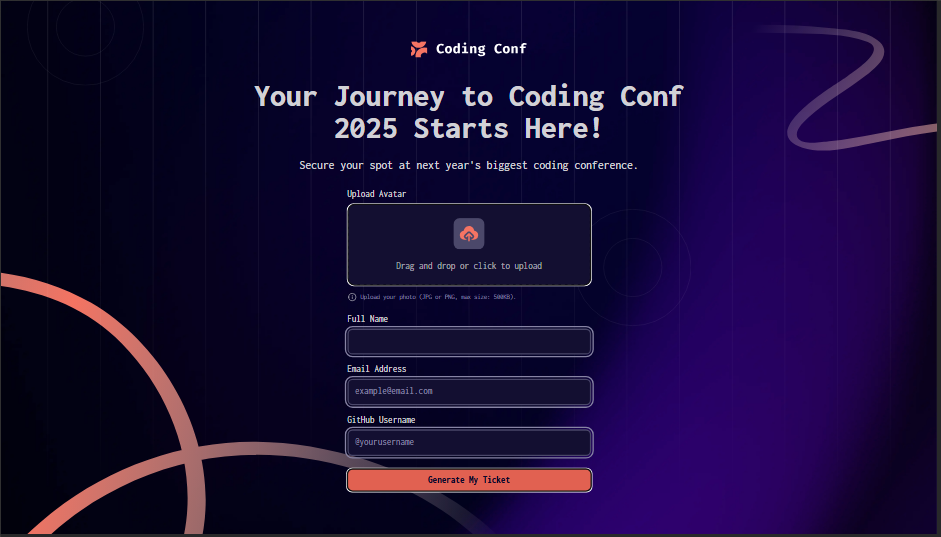 Coding Conf
Your Journey to Coding Conf
2025 Starts Here!
Secure your spot at next year's biggest coding conference.
Upload Avatar
Drag and drop or click to upload
Upload your photo (JPG or PNG, max size: 500KB).
Full Name
Email Address
example@email.com
GitHub Username
@yourusername
Generate My Ticket